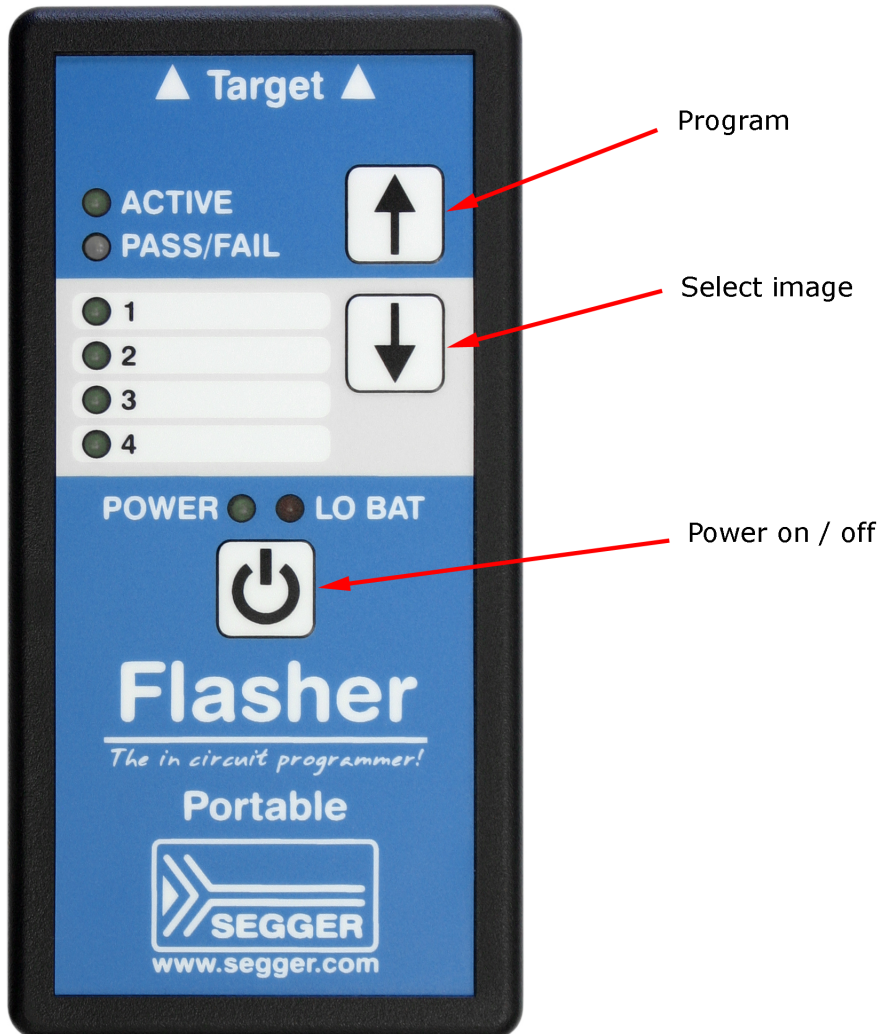 Target
Program
ACTIVE
PASS/FAIL
Select image
1
2
3
4
POWER LO BAT
Power on / off
Flasher
The in circuit programmer!
Portable
SEGGER
www.segger.com